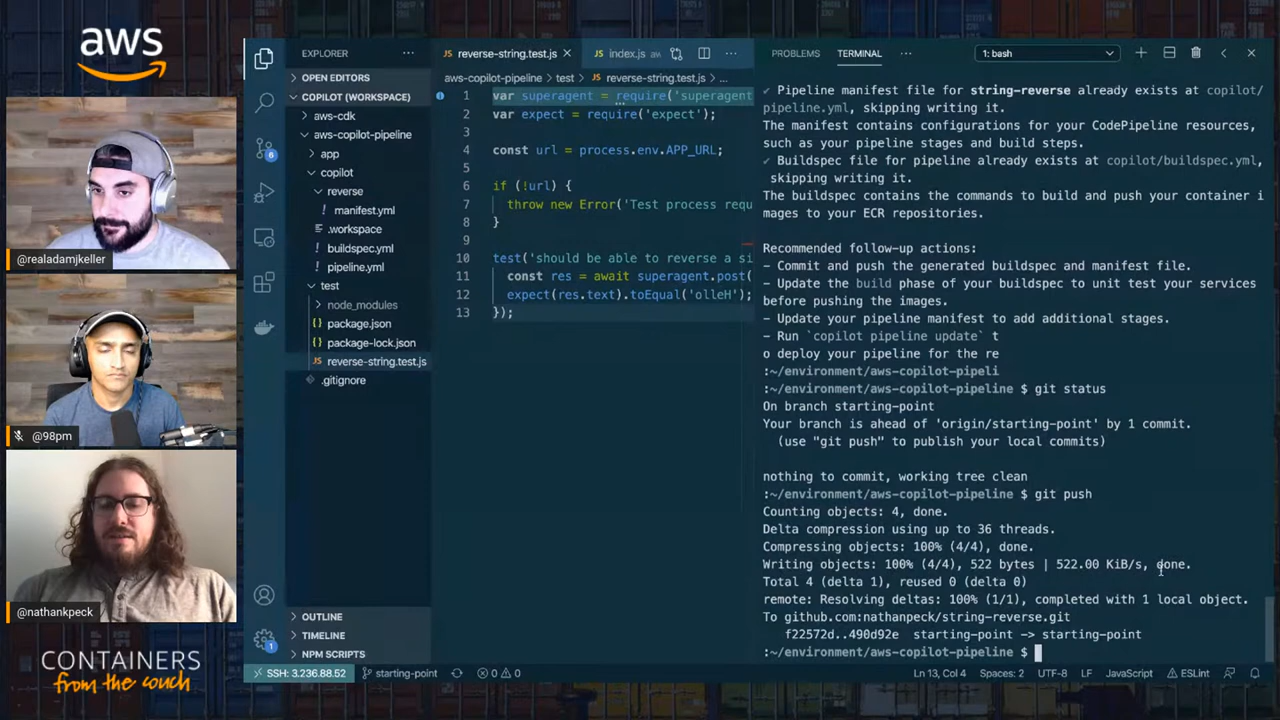 aws
@realadamjkeller
@98pm
@nathankpeck
CONTAINERS
from the couch
EXPLORER
OPEN EDITORS
COPILOT (WORKSPACE)
aws-cdk
aws-copilot-pipeline
app
copilot
reverse
manifest.yml
.workspace
buildspec.yml
pipeline.yml
test
node_modules
package.json
package-lock.json
reverse-string.test.js
.gitignore
OUTLINE
TIMELINE
NPM SCRIPTS
6
1
JS reverse-string.test.js
JS index.js aw
aws-copilot-pipeline > test > JS reverse-string.test.js > ...
1 var superagent = require('superagent
2 var expect = require('expect');
3
4 const url = process.env.APP_URL;
5
6 if (!url) {
7 throw new Error('Test process requ
8 }
9
10 test('should be able to reverse a si
11 const res = await superagent.post(
12 expect(res.text).toEqual('olleH');
13 });
PROBLEMS TERMINAL ... 1: bash
✓ Pipeline manifest file for string-reverse already exists at copilot/
pipeline.yml, skipping writing it.
The manifest contains configurations for your CodePipeline resources,
such as your pipeline stages and build steps.
✓ Buildspec file for pipeline already exists at copilot/buildspec.yml,
skipping writing it.
The buildspec contains the commands to build and push your container i
mages to your ECR repositories.
Recommended follow-up actions:
- Commit and push the generated buildspec and manifest file.
- Update the build phase of your buildspec to unit test your services
before pushing the images.
- Update your pipeline manifest to add additional stages.
- Run `copilot pipeline update` t
o deploy your pipeline for the re
:~/environment/aws-copilot-pipeli
:~/environment/aws-copilot-pipeline $ git status
On branch starting-point
Your branch is ahead of 'origin/starting-point' by 1 commit.
(use "git push" to publish your local commits)
nothing to commit, working tree clean
:~/environment/aws-copilot-pipeline $ git push
Counting objects: 4, done.
Delta compression using up to 36 threads.
Compressing objects: 100% (4/4), done.
Writing objects: 100% (4/4), 522 bytes | 522.00 KiB/s, done.
Total 4 (delta 1), reused 0 (delta 0)
remote: Resolving deltas: 100% (1/1), completed with 1 local object.
To github.com:nathanpeck/string-reverse.git
f22572d..490d92e starting-point -> starting-point
:~/environment/aws-copilot-pipeline $
SSH: 3.236.88.52 starting-point 0 0 Ln 13, Col 4 Spaces: 2 UTF-8 LF JavaScript ESLint